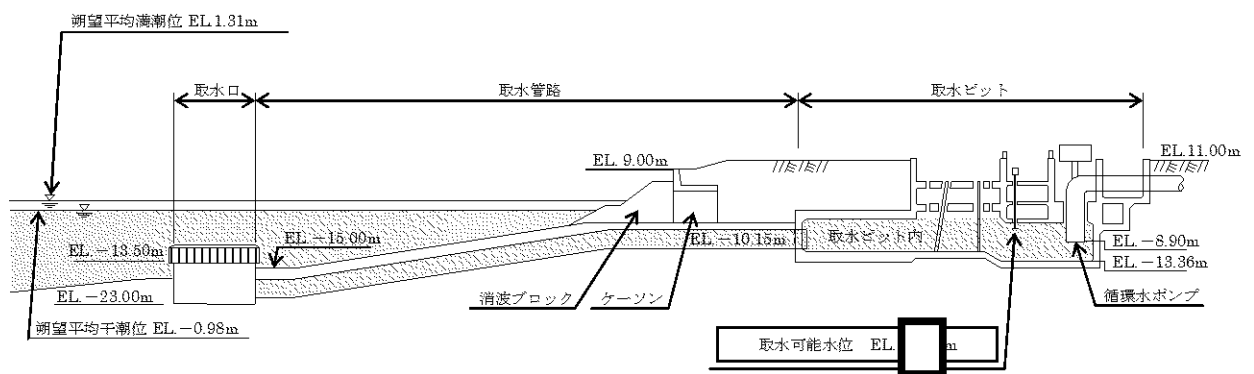 朔望平均満潮位 EL 1.31m
取水口
取水管路
取水ピット
EL. 9.00m
EL.11.00m
EL.-13.50m
EL.-15.00m
EL.-10.15m
取水ピット内
EL.-8.90m
EL.-13.36m
EL.-23.00m
消波ブロック
ケーソン
循環水ポンプ
朔望平均干潮位 EL.-0.98m
取水可能水位 EL. m